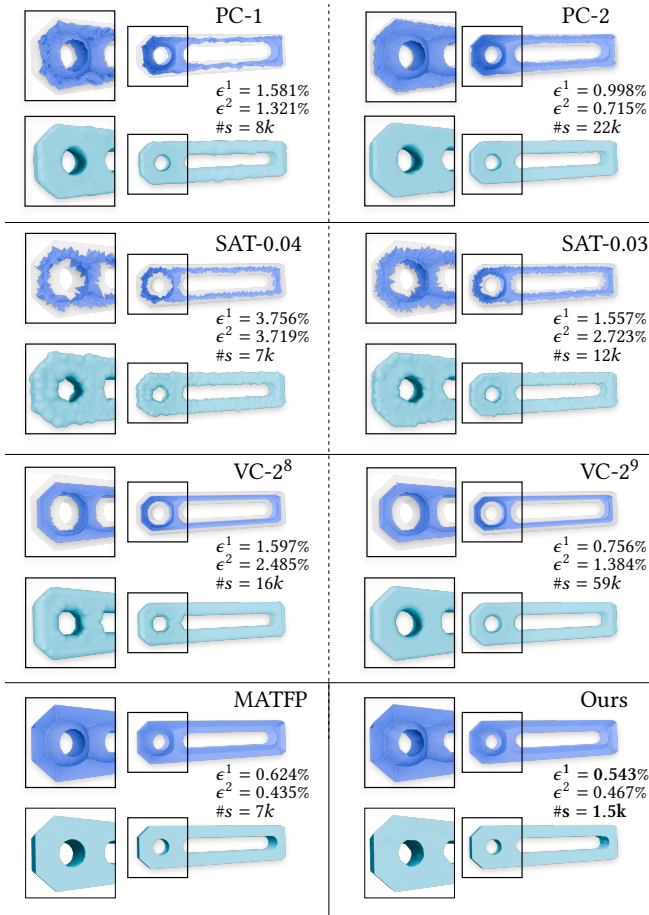 PC-1
ϵ¹ = 1.581%
ϵ² = 1.321%
#s = 8k
PC-2
ϵ¹ = 0.998%
ϵ² = 0.715%
#s = 22k
SAT-0.04
ϵ¹ = 3.756%
ϵ² = 3.719%
#s = 7k
SAT-0.03
ϵ¹ = 1.557%
ϵ² = 2.723%
#s = 12k
VC-2⁸
ϵ¹ = 1.597%
ϵ² = 2.485%
#s = 16k
VC-2⁹
ϵ¹ = 0.756%
ϵ² = 1.384%
#s = 59k
MATFP
ϵ¹ = 0.624%
ϵ² = 0.435%
#s = 7k
Ours
ϵ¹ = 0.543%
ϵ² = 0.467%
#s = 1.5k